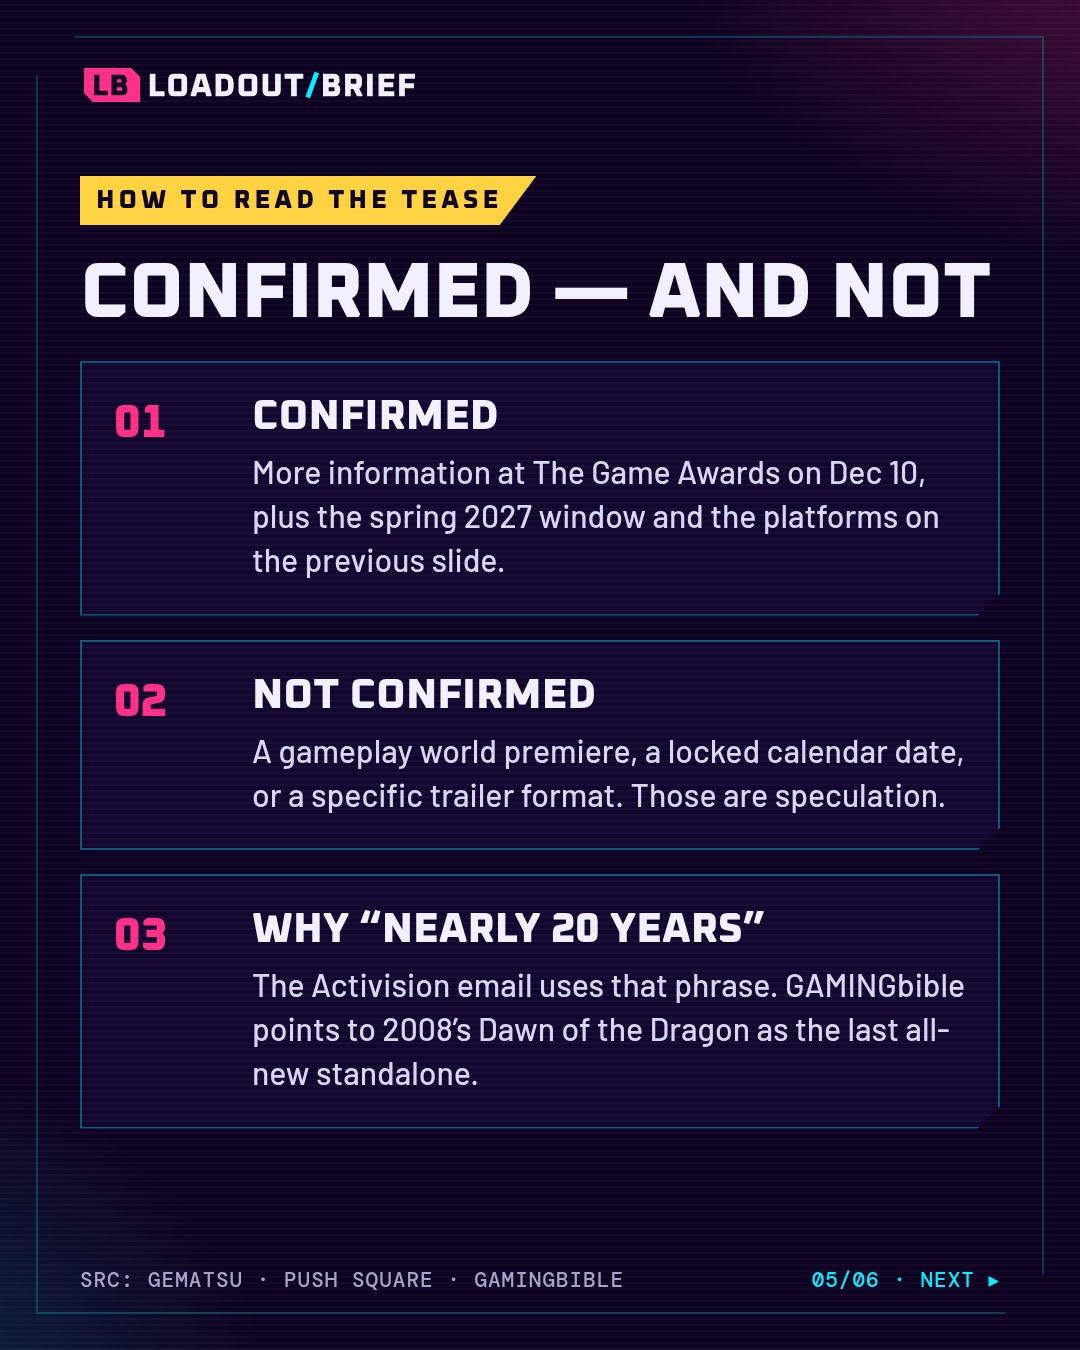 LB LOADOUT/BRIEF
HOW TO READ THE TEASE
CONFIRMED — AND NOT
01
CONFIRMED
More information at The Game Awards on Dec 10,
plus the spring 2027 window and the platforms on
the previous slide.
02
NOT CONFIRMED
A gameplay world premiere, a locked calendar date,
or a specific trailer format. Those are speculation.
03
WHY “NEARLY 20 YEARS”
The Activision email uses that phrase. GAMINGbible
points to 2008’s Dawn of the Dragon as the last all-
new standalone.
SRC: GEMATSU · PUSH SQUARE · GAMINGBIBLE
05/06 · NEXT ▶